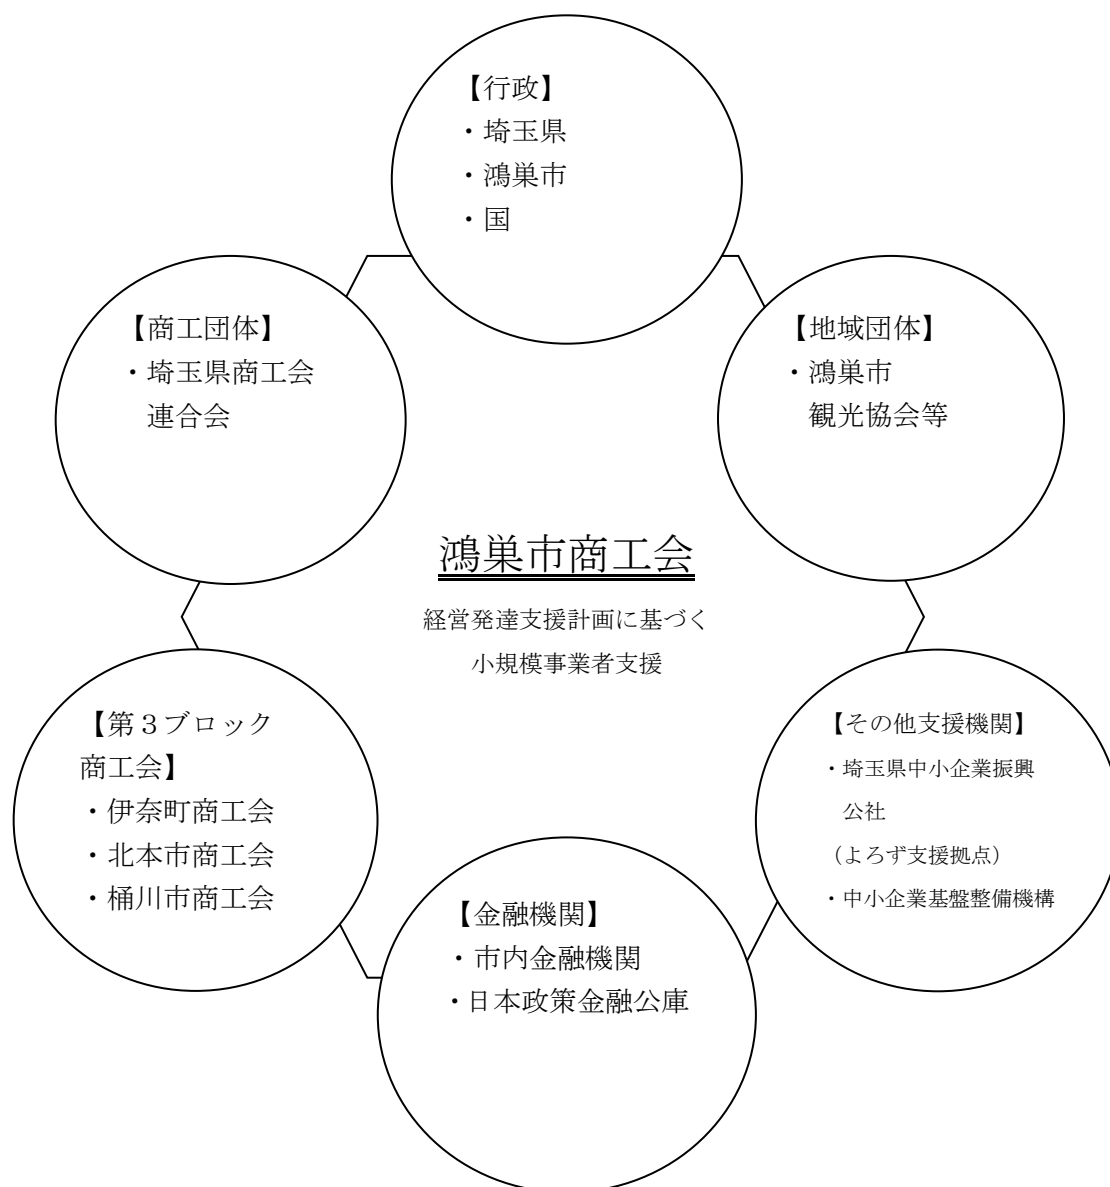 【行政】
・埼玉県
・鴻巣市
・国
【商工団体】
・埼玉県商工会
連合会
【地域団体】
・鴻巣市
観光協会等
鴻巣市商工会
経営発達支援計画に基づく
小規模事業者支援
【第３ブロック
商工会】
・伊奈町商工会
・北本市商工会
・桶川市商工会
【その他支援機関】
・埼玉県中小企業振興
公社
（よろず支援拠点）
・中小企業基盤整備機構
【金融機関】
・市内金融機関
・日本政策金融公庫